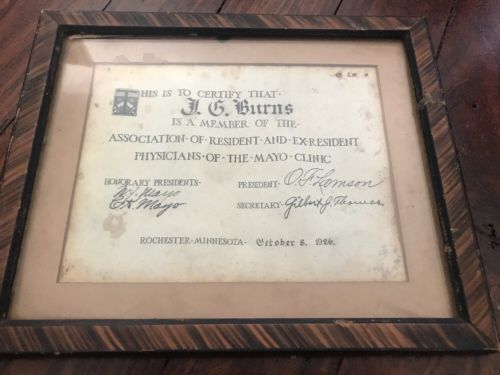 THIS IS TO CERTIFY THAT
J. G. Burns
IS A MEMBER OF THE
ASSOCIATION·OF·RESIDENT·AND·EX·RESIDENT
PHYSICIANS·OF·THE·MAYO·CLINIC
HONORARY PRESIDENTS· PRESIDENT· O. F. Lamson
W. J. Mayo
C. H. Mayo SECRETARY· Gilbert J. Thomas
ROCHESTER·MINNESOTA· October 8, 1926.